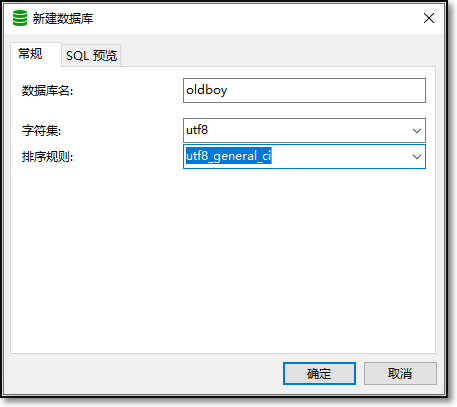 新建数据库
常规 SQL 预览
数据库名: oldboy
字符集: utf8
排序规则: utf8_general_ci
确定 取消